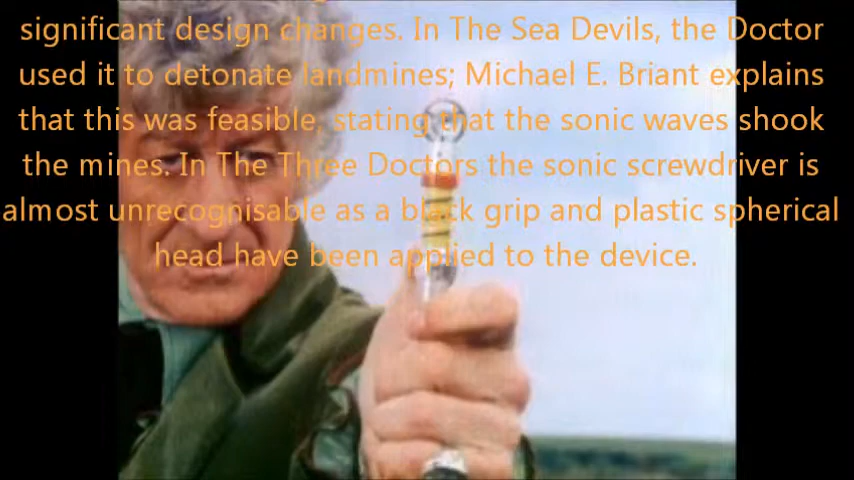 significant design changes. In The Sea Devils, the Doctor
used it to detonate landmines; Michael E. Briant explains
that this was feasible, stating that the sonic waves shook
the mines. In The Three Doctors the sonic screwdriver is
almost unrecognisable as a black grip and plastic spherical
head have been applied to the device.